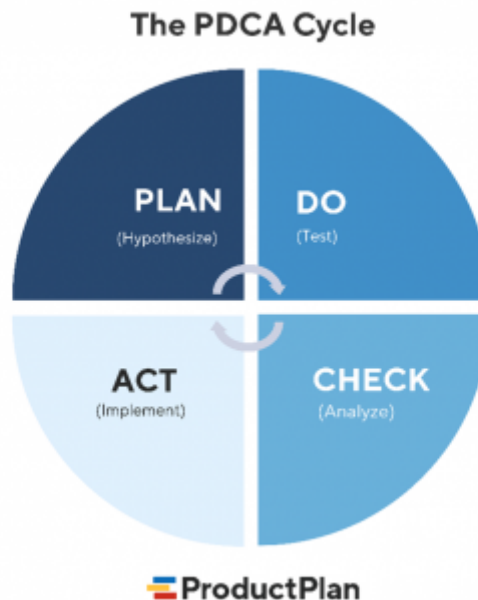 The PDCA Cycle
PLAN
(Hypothesize)
DO
(Test)
ACT
(Implement)
CHECK
(Analyze)
ProductPlan